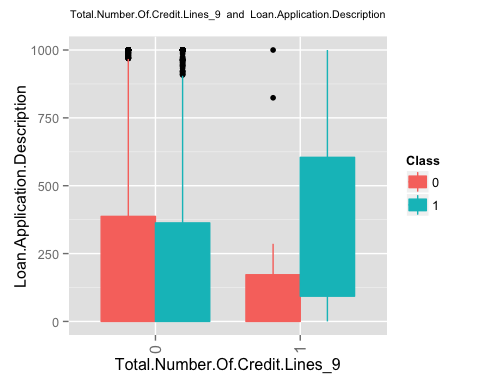 Total.Number.Of.Credit.Lines_9 and Loan.Application.Description
1000
750
500
250
0
Loan.Application.Description
0
1
Total.Number.Of.Credit.Lines_9
Class
0
1